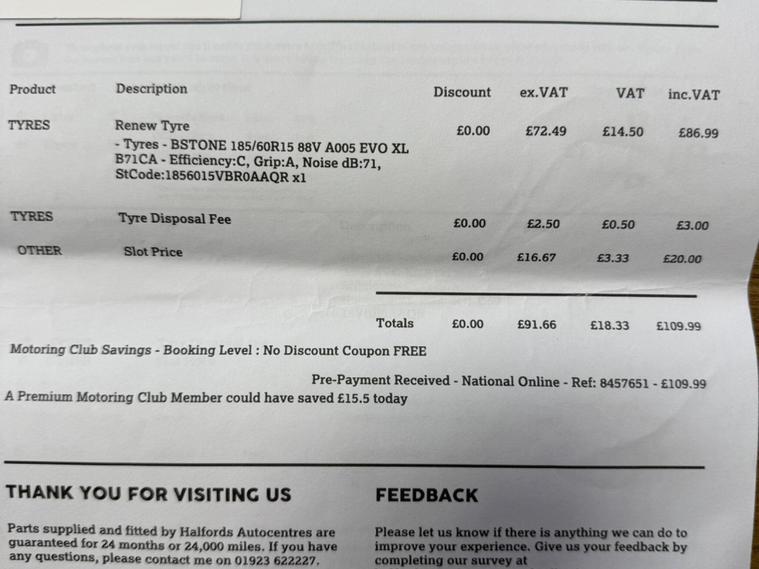 Product Description Discount ex.VAT VAT inc.VAT
TYRES Renew Tyre £0.00 £72.49 £14.50 £86.99
- Tyres - BSTONE 185/60R15 88V A005 EVO XL
B71CA - Efficiency:C, Grip:A, Noise dB:71,
StCode:1856015VBR0AAQR x1
TYRES Tyre Disposal Fee £0.00 £2.50 £0.50 £3.00
OTHER Slot Price £0.00 £16.67 £3.33 £20.00
Totals £0.00 £91.66 £18.33 £109.99
Motoring Club Savings - Booking Level : No Discount Coupon FREE
Pre-Payment Received - National Online - Ref: 8457651 - £109.99
A Premium Motoring Club Member could have saved £15.5 today
THANK YOU FOR VISITING US
Parts supplied and fitted by Halfords Autocentres are
guaranteed for 24 months or 24,000 miles. If you have
any questions, please contact me on 01923 622227.
FEEDBACK
Please let us know if there is anything we can do to
improve your experience. Give us your feedback by
completing our survey at